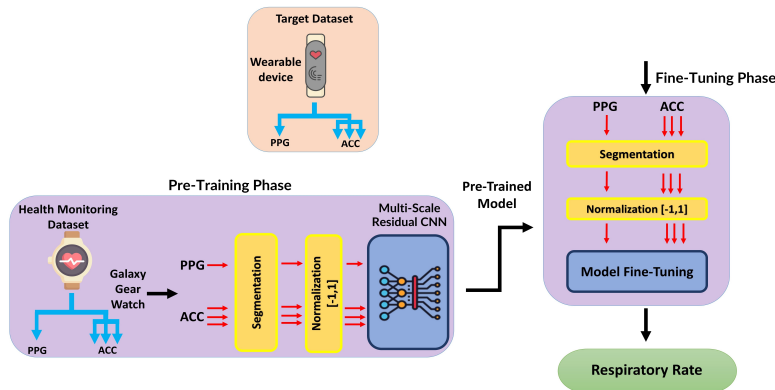 Target Dataset
Wearable
device
PPG
ACC
Pre-Training Phase
Health Monitoring
Dataset
PPG
ACC
Galaxy
Gear
Watch
PPG
ACC
Segmentation
Normalization
[-1,1]
Multi-Scale
Residual CNN
Pre-Trained
Model
Fine-Tuning Phase
PPG
ACC
Segmentation
Normalization [-1,1]
Model Fine-Tuning
Respiratory Rate